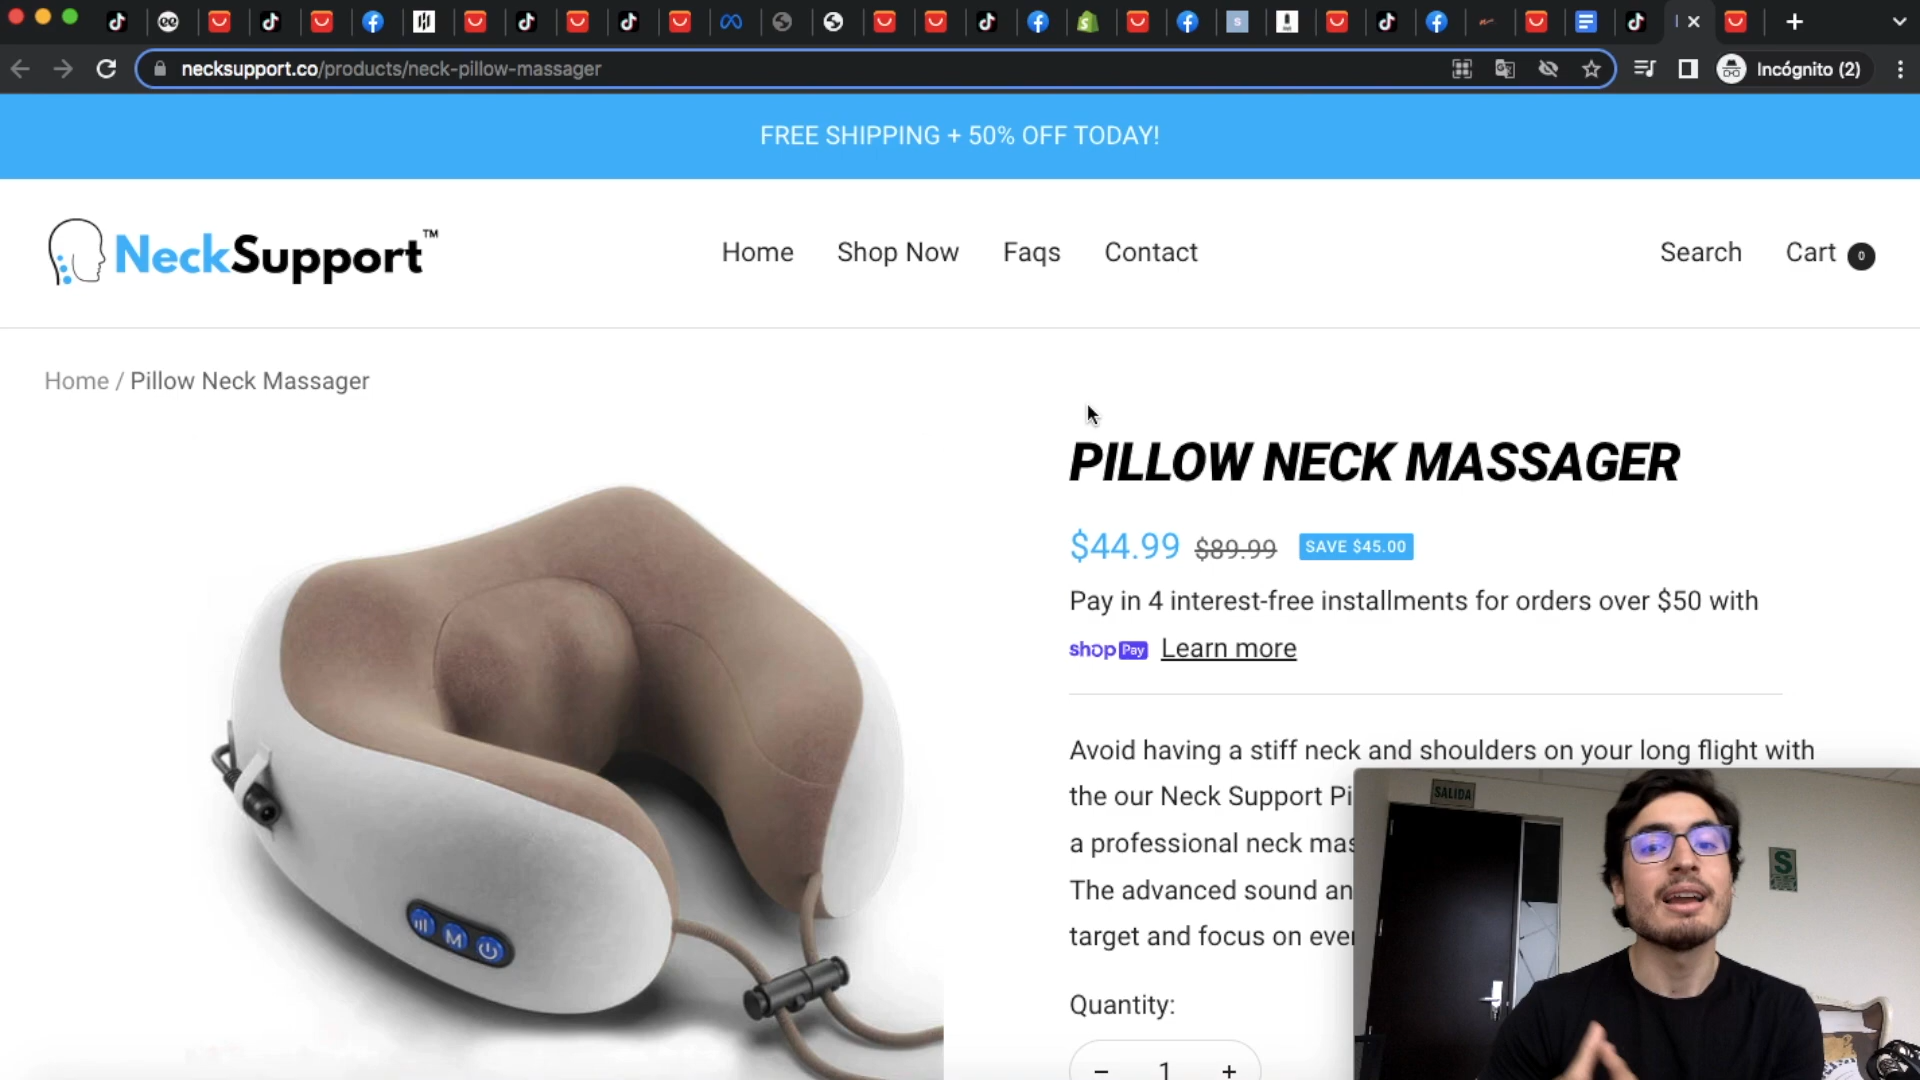 necksupport.co/products/neck-pillow-massager
Incógnito (2)
FREE SHIPPING + 50% OFF TODAY!
NeckSupport™
Home
Shop Now
Faqs
Contact
Search
Cart
0
Home / Pillow Neck Massager
PILLOW NECK MASSAGER
$44.99 $89.99 SAVE $45.00
Pay in 4 interest-free installments for orders over $50 with
shop Pay Learn more
Avoid having a stiff neck and shoulders on your long flight with
the our Neck Support Pi
a professional neck mas
The advanced sound an
target and focus on ever
Quantity:
− 1 +
M
SALIDA
S